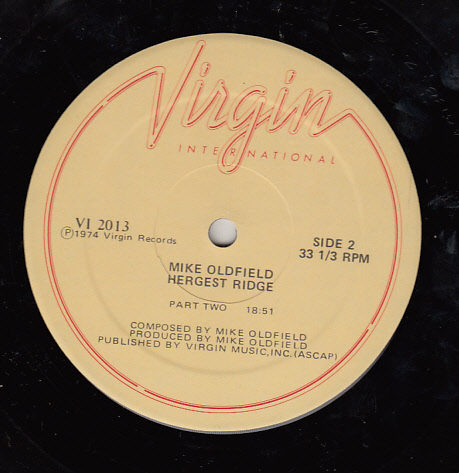 Virgin
INTERNATIONAL
VI 2013
Ⓟ1974 Virgin Records
SIDE 2
33 1/3 RPM
MIKE OLDFIELD
HERGEST RIDGE
PART TWO 18:51
COMPOSED BY MIKE OLDFIELD
PRODUCED BY MIKE OLDFIELD
PUBLISHED BY VIRGIN MUSIC,INC.(ASCAP)